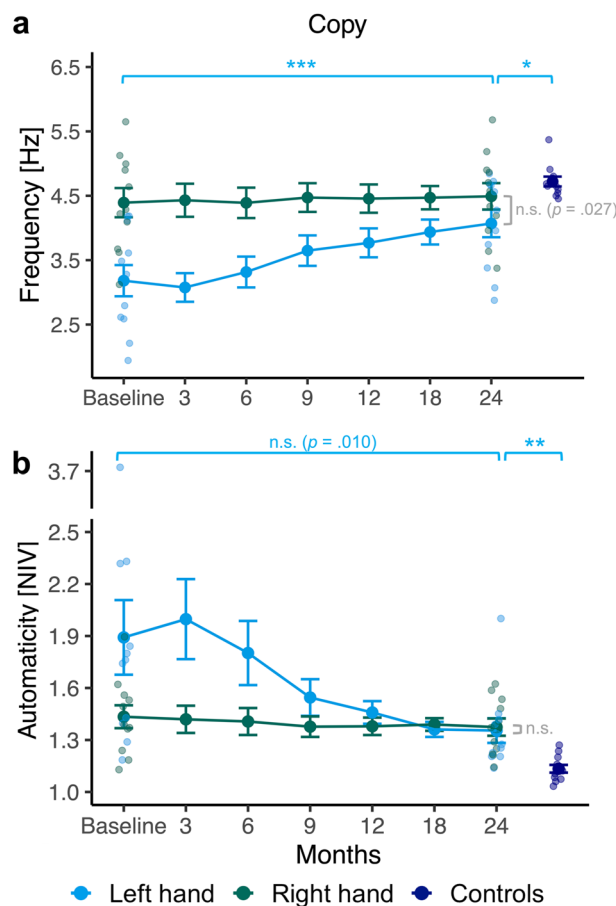 a
Copy
Frequency [Hz]
6.5
5.5
4.5
3.5
2.5
***
*
n.s. (p = .027)
Baseline 3 6 9 12 18 24
b
Automaticity [NIV]
3.7
2.5
2.2
1.9
1.6
1.3
1.0
n.s. (p = .010)
**
n.s.
Baseline 3 6 9 12 18 24
Months
Left hand Right hand Controls